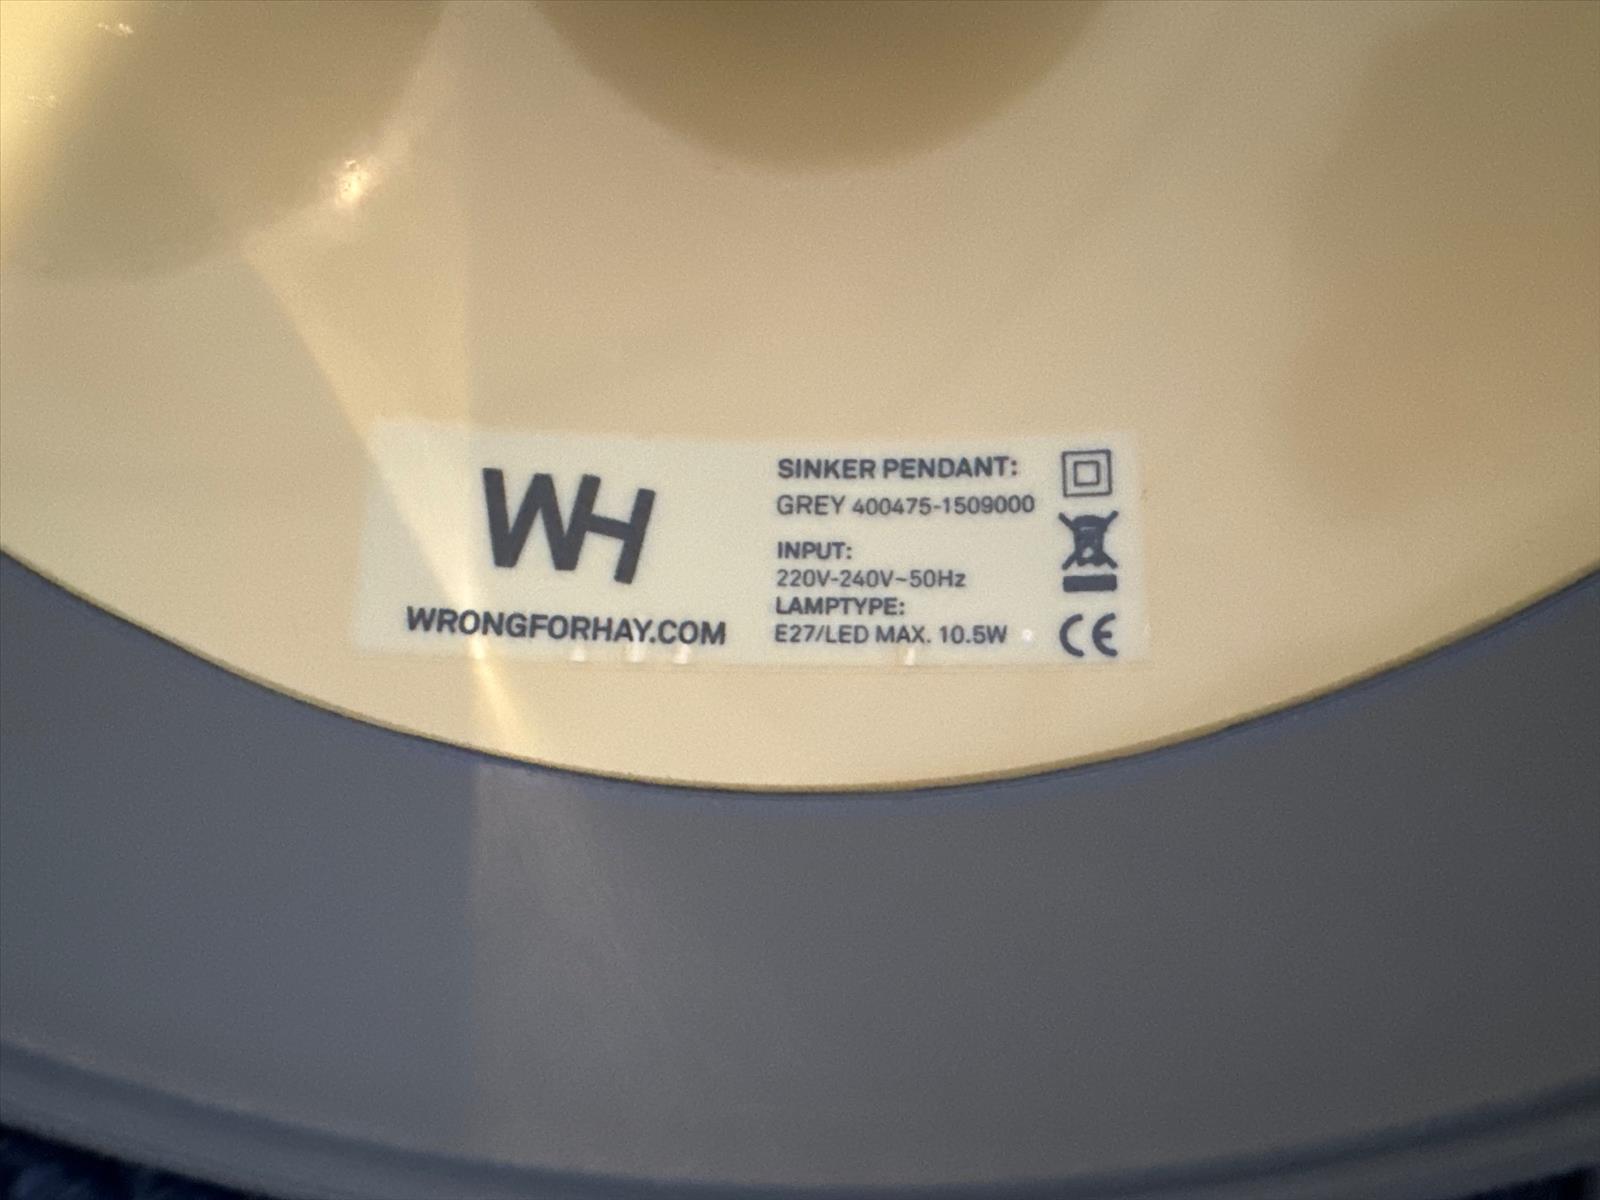 WH
WRONGFORHAY.COM
SINKER PENDANT:
GREY 400475-1509000
INPUT:
220V-240V~50Hz
LAMPTYPE:
E27/LED MAX. 10.5W
CE